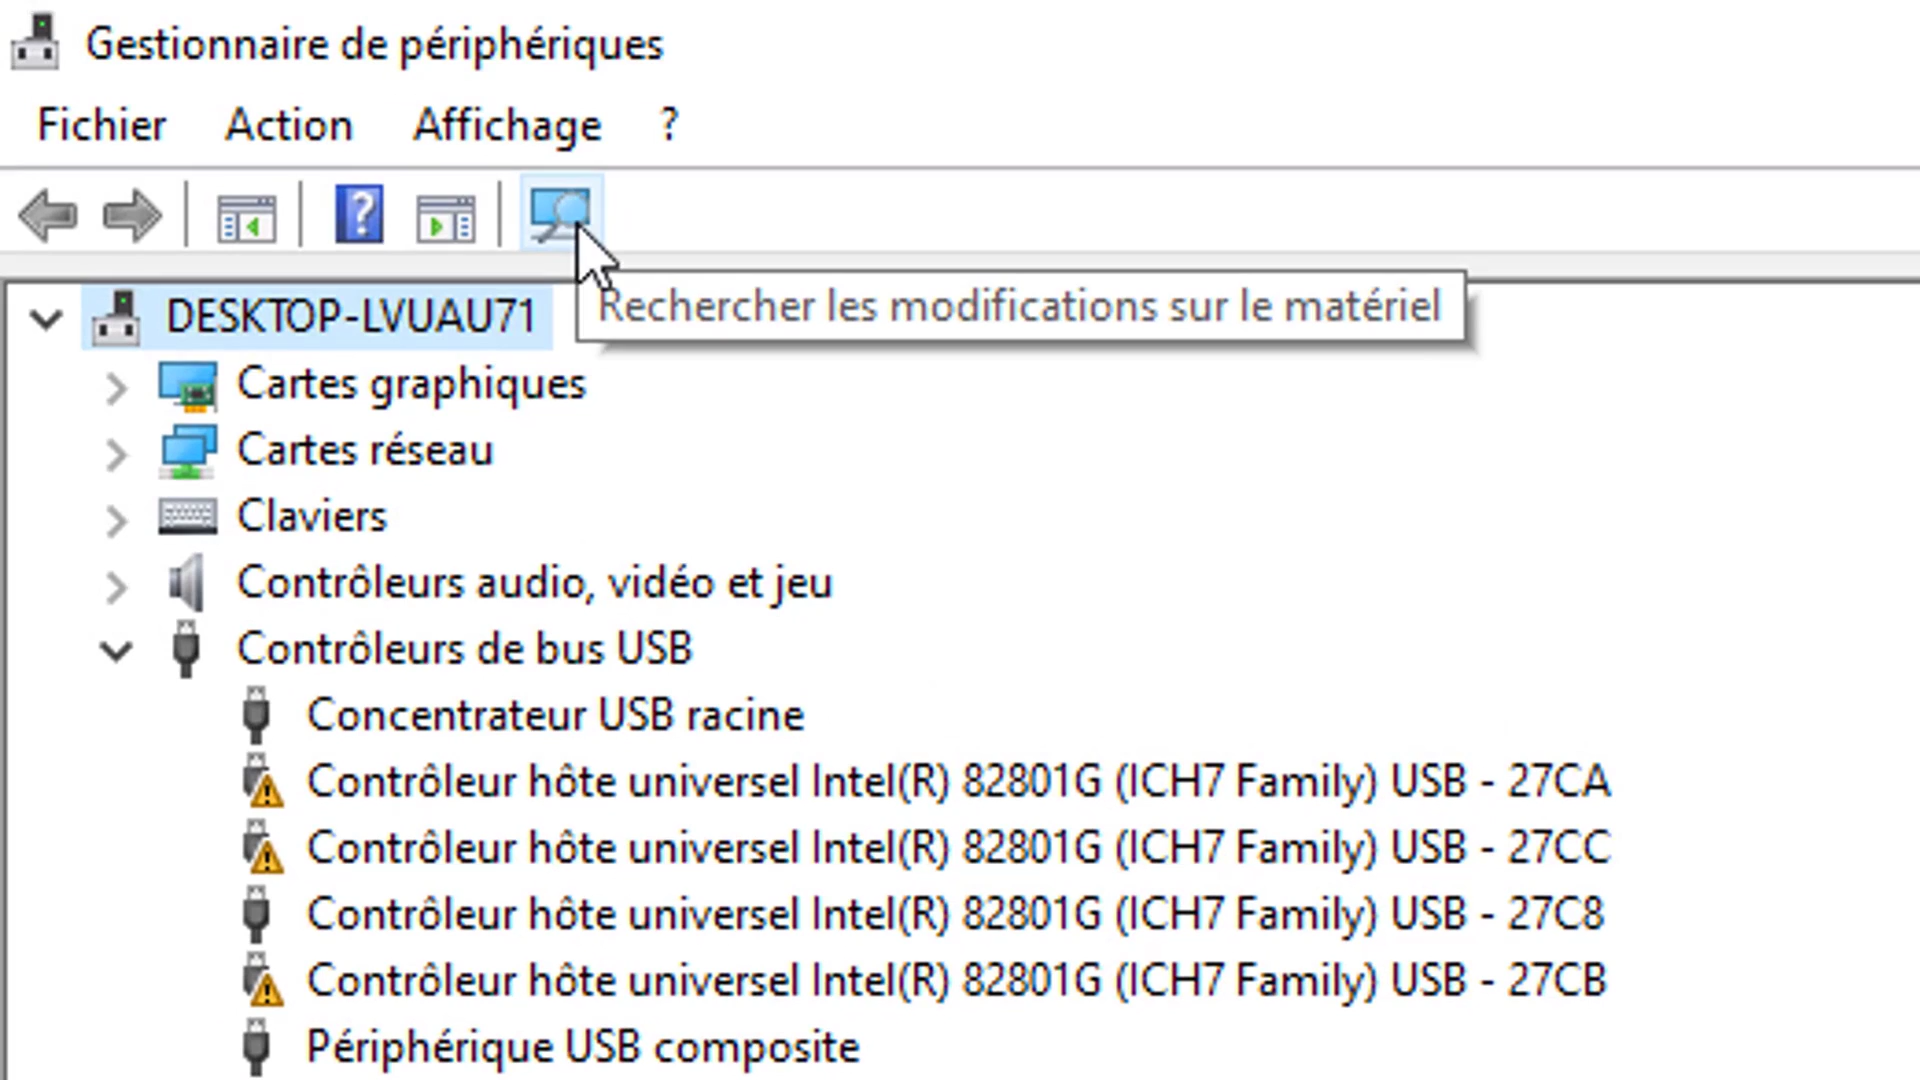 Gestionnaire de périphériques
Fichier Action Affichage ?
Rechercher les modifications sur le matériel
DESKTOP-LVUAU71
Cartes graphiques
Cartes réseau
Claviers
Contrôleurs audio, vidéo et jeu
Contrôleurs de bus USB
Concentrateur USB racine
Contrôleur hôte universel Intel(R) 82801G (ICH7 Family) USB - 27CA
Contrôleur hôte universel Intel(R) 82801G (ICH7 Family) USB - 27CC
Contrôleur hôte universel Intel(R) 82801G (ICH7 Family) USB - 27C8
Contrôleur hôte universel Intel(R) 82801G (ICH7 Family) USB - 27CB
Périphérique USB composite